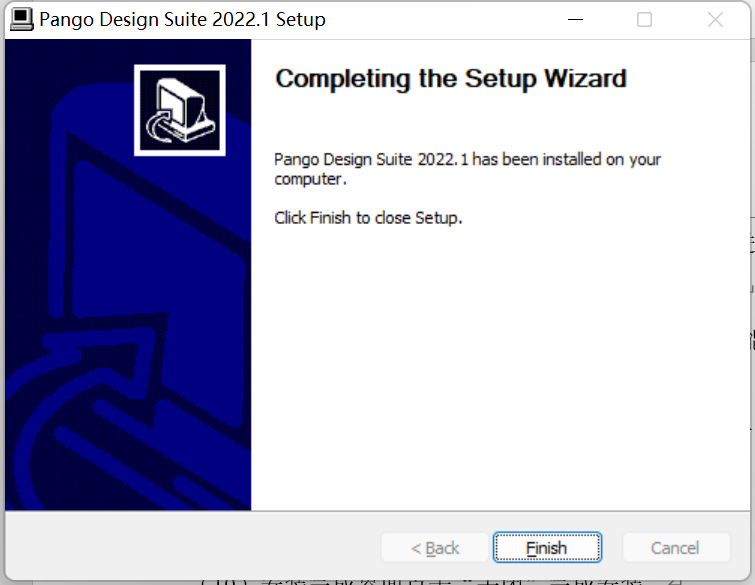 Pango Design Suite 2022.1 Setup
Completing the Setup Wizard
Pango Design Suite 2022.1 has been installed on your
computer.
Click Finish to close Setup.
< Back
Finish
Cancel